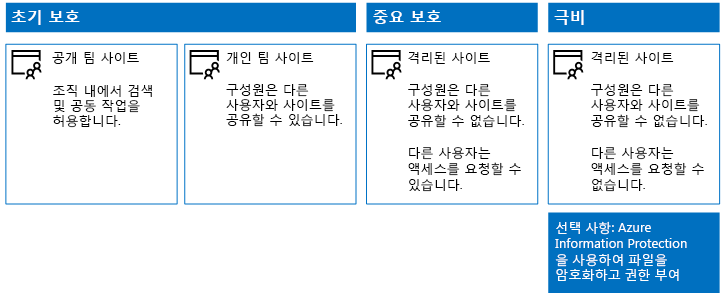 초기 보호
중요 보호
극비
공개 팀 사이트
조직 내에서 검색
및 공동 작업을
허용합니다.
개인 팀 사이트
구성원은 다른
사용자와 사이트를
공유할 수 있습니다.
격리된 사이트
구성원은 다른
사용자와 사이트를
공유할 수 없습니다.
다른 사용자는
액세스를 요청할 수
있습니다.
격리된 사이트
구성원은 다른
사용자와 사이트를
공유할 수 없습니다.
다른 사용자는
액세스를 요청할 수
없습니다.
선택 사항: Azure
Information Protection
을 사용하여 파일을
암호화하고 권한 부여